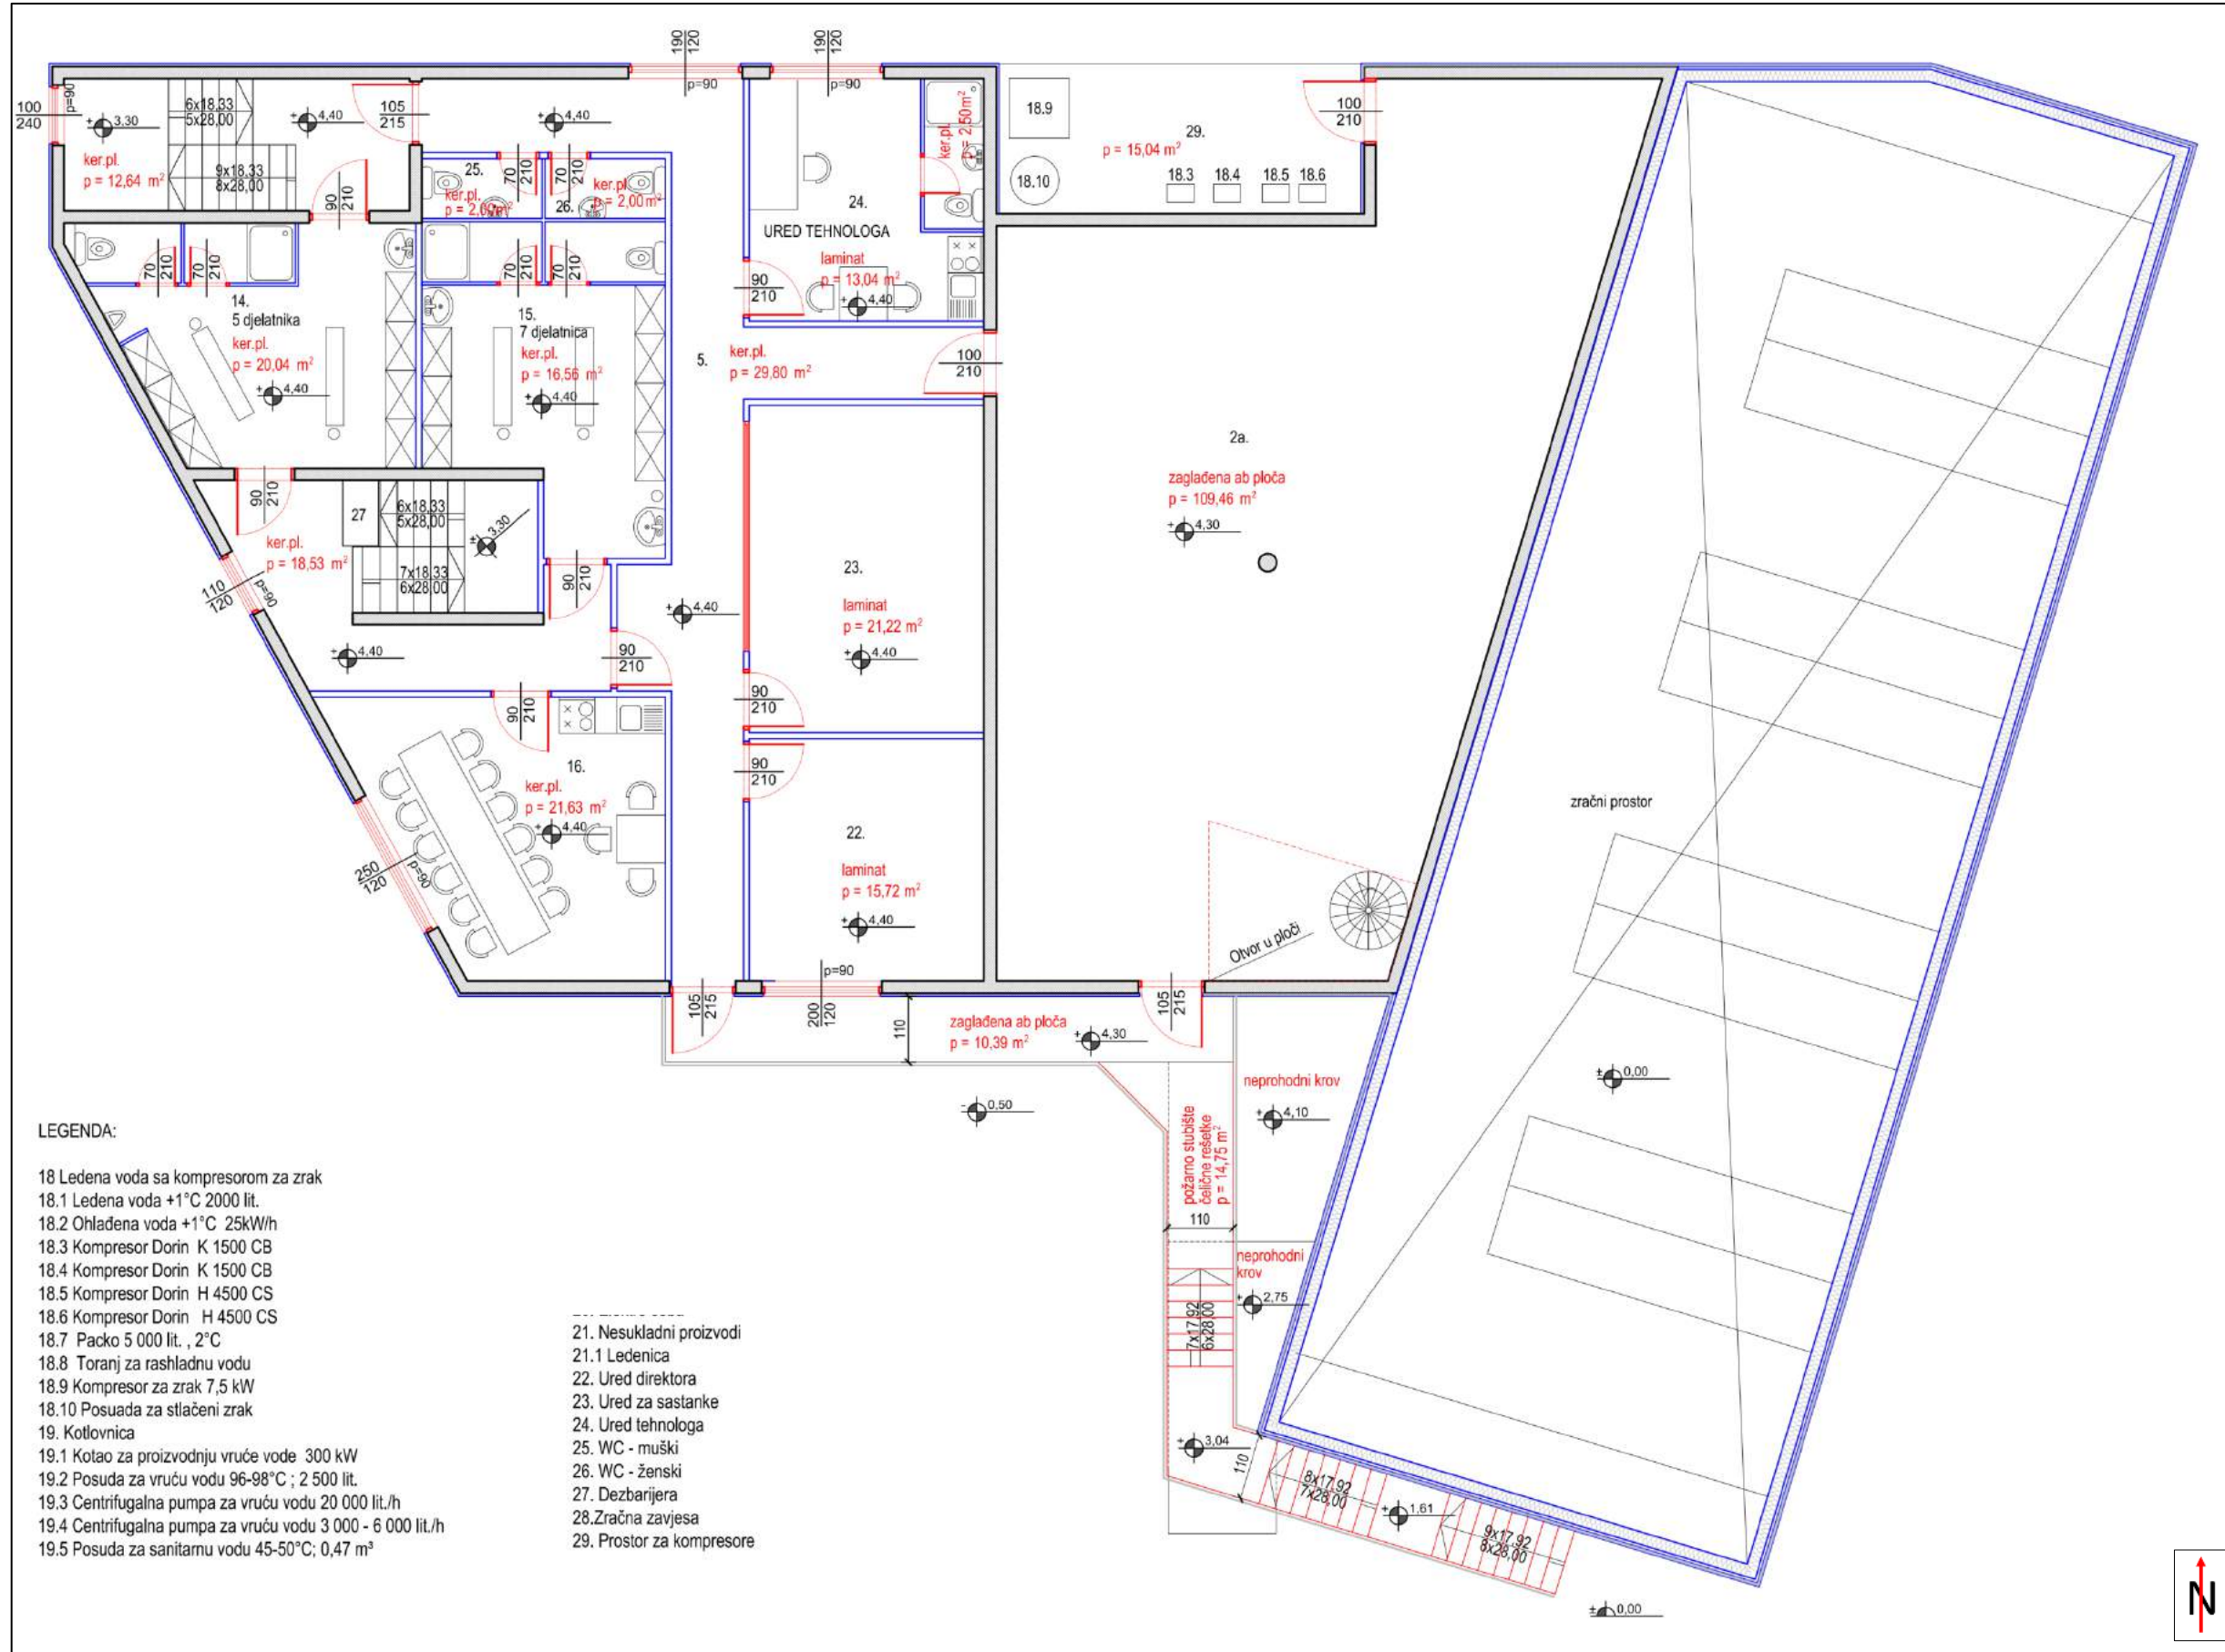 190
120
p=90
190
120
p=90
100
240
p=90
+3,30
ker.pl.
p = 12,64 m²
6x18,33
5x28,00
9x18,33
8x28,00
+4,40
105
215
90
210
+4,40
25.
ker.pl.
70
210
70
210
26.
ker.pl.
p = 2,00 m²
ker.pl.
p = 2,50 m²
24.
URED TEHNOLOGA
laminat
p = 13,04 m²
+4,40
90
210
18.9
18.10
29.
p = 15,04 m²
18.3
18.4
18.5
18.6
100
210
70
210
70
210
70
210
70
210
14.
5 djelatnika
ker.pl.
p = 20,04 m²
+4,40
15.
7 djelatnica
ker.pl.
p = 16,56 m²
+4,40
5.
ker.pl.
p = 29,80 m²
100
210
2a.
zaglađena ab ploča
p = 109,46 m²
+4,30
90
210
27
6x18,33
5x28,00
3,30
7x18,33
6x28,00
ker.pl.
p = 18,53 m²
110
120
p=90
90
210
+4,40
23.
laminat
p = 21,22 m²
+4,40
+4,40
90
210
90
210
90
210
90
210
16.
ker.pl.
p = 21,63 m²
+4,40
250
120
p=90
22.
laminat
p = 15,72 m²
+4,40
zračni prostor
Otvor u ploči
p=90
105
215
200
120
110
zaglađena ab ploča
p = 10,39 m²
+4,30
105
215
neprohodni krov
+4,10
-0,50
±0,00
požarno stubište
čelične rešetke
p = 14,75 m²
110
neprohodni
krov
+2,75
7x17,92
6x28,00
+3,04
110
8x17,92
7x28,00
+1,61
9x17,92
8x28,00
±0,00
LEGENDA:
18 Ledena voda sa kompresorom za zrak
18.1 Ledena voda +1°C 2000 lit.
18.2 Ohlađena voda +1°C 25kW/h
18.3 Kompresor Dorin K 1500 CB
18.4 Kompresor Dorin K 1500 CB
18.5 Kompresor Dorin H 4500 CS
18.6 Kompresor Dorin H 4500 CS
18.7 Packo 5 000 lit. , 2°C
18.8 Toranj za rashladnu vodu
18.9 Kompresor za zrak 7,5 kW
18.10 Posuada za stlačeni zrak
19. Kotlovnica
19.1 Kotao za proizvodnju vruće vode 300 kW
19.2 Posuda za vruću vodu 96-98°C ; 2 500 lit.
19.3 Centrifugalna pumpa za vruću vodu 20 000 lit./h
19.4 Centrifugalna pumpa za vruću vodu 3 000 - 6 000 lit./h
19.5 Posuda za sanitarnu vodu 45-50°C; 0,47 m³
21. Nesukladni proizvodi
21.1 Ledenica
22. Ured direktora
23. Ured za sastanke
24. Ured tehnologa
25. WC - muški
26. WC - ženski
27. Dezbarijera
28.Zračna zavjesa
29. Prostor za kompresore
N